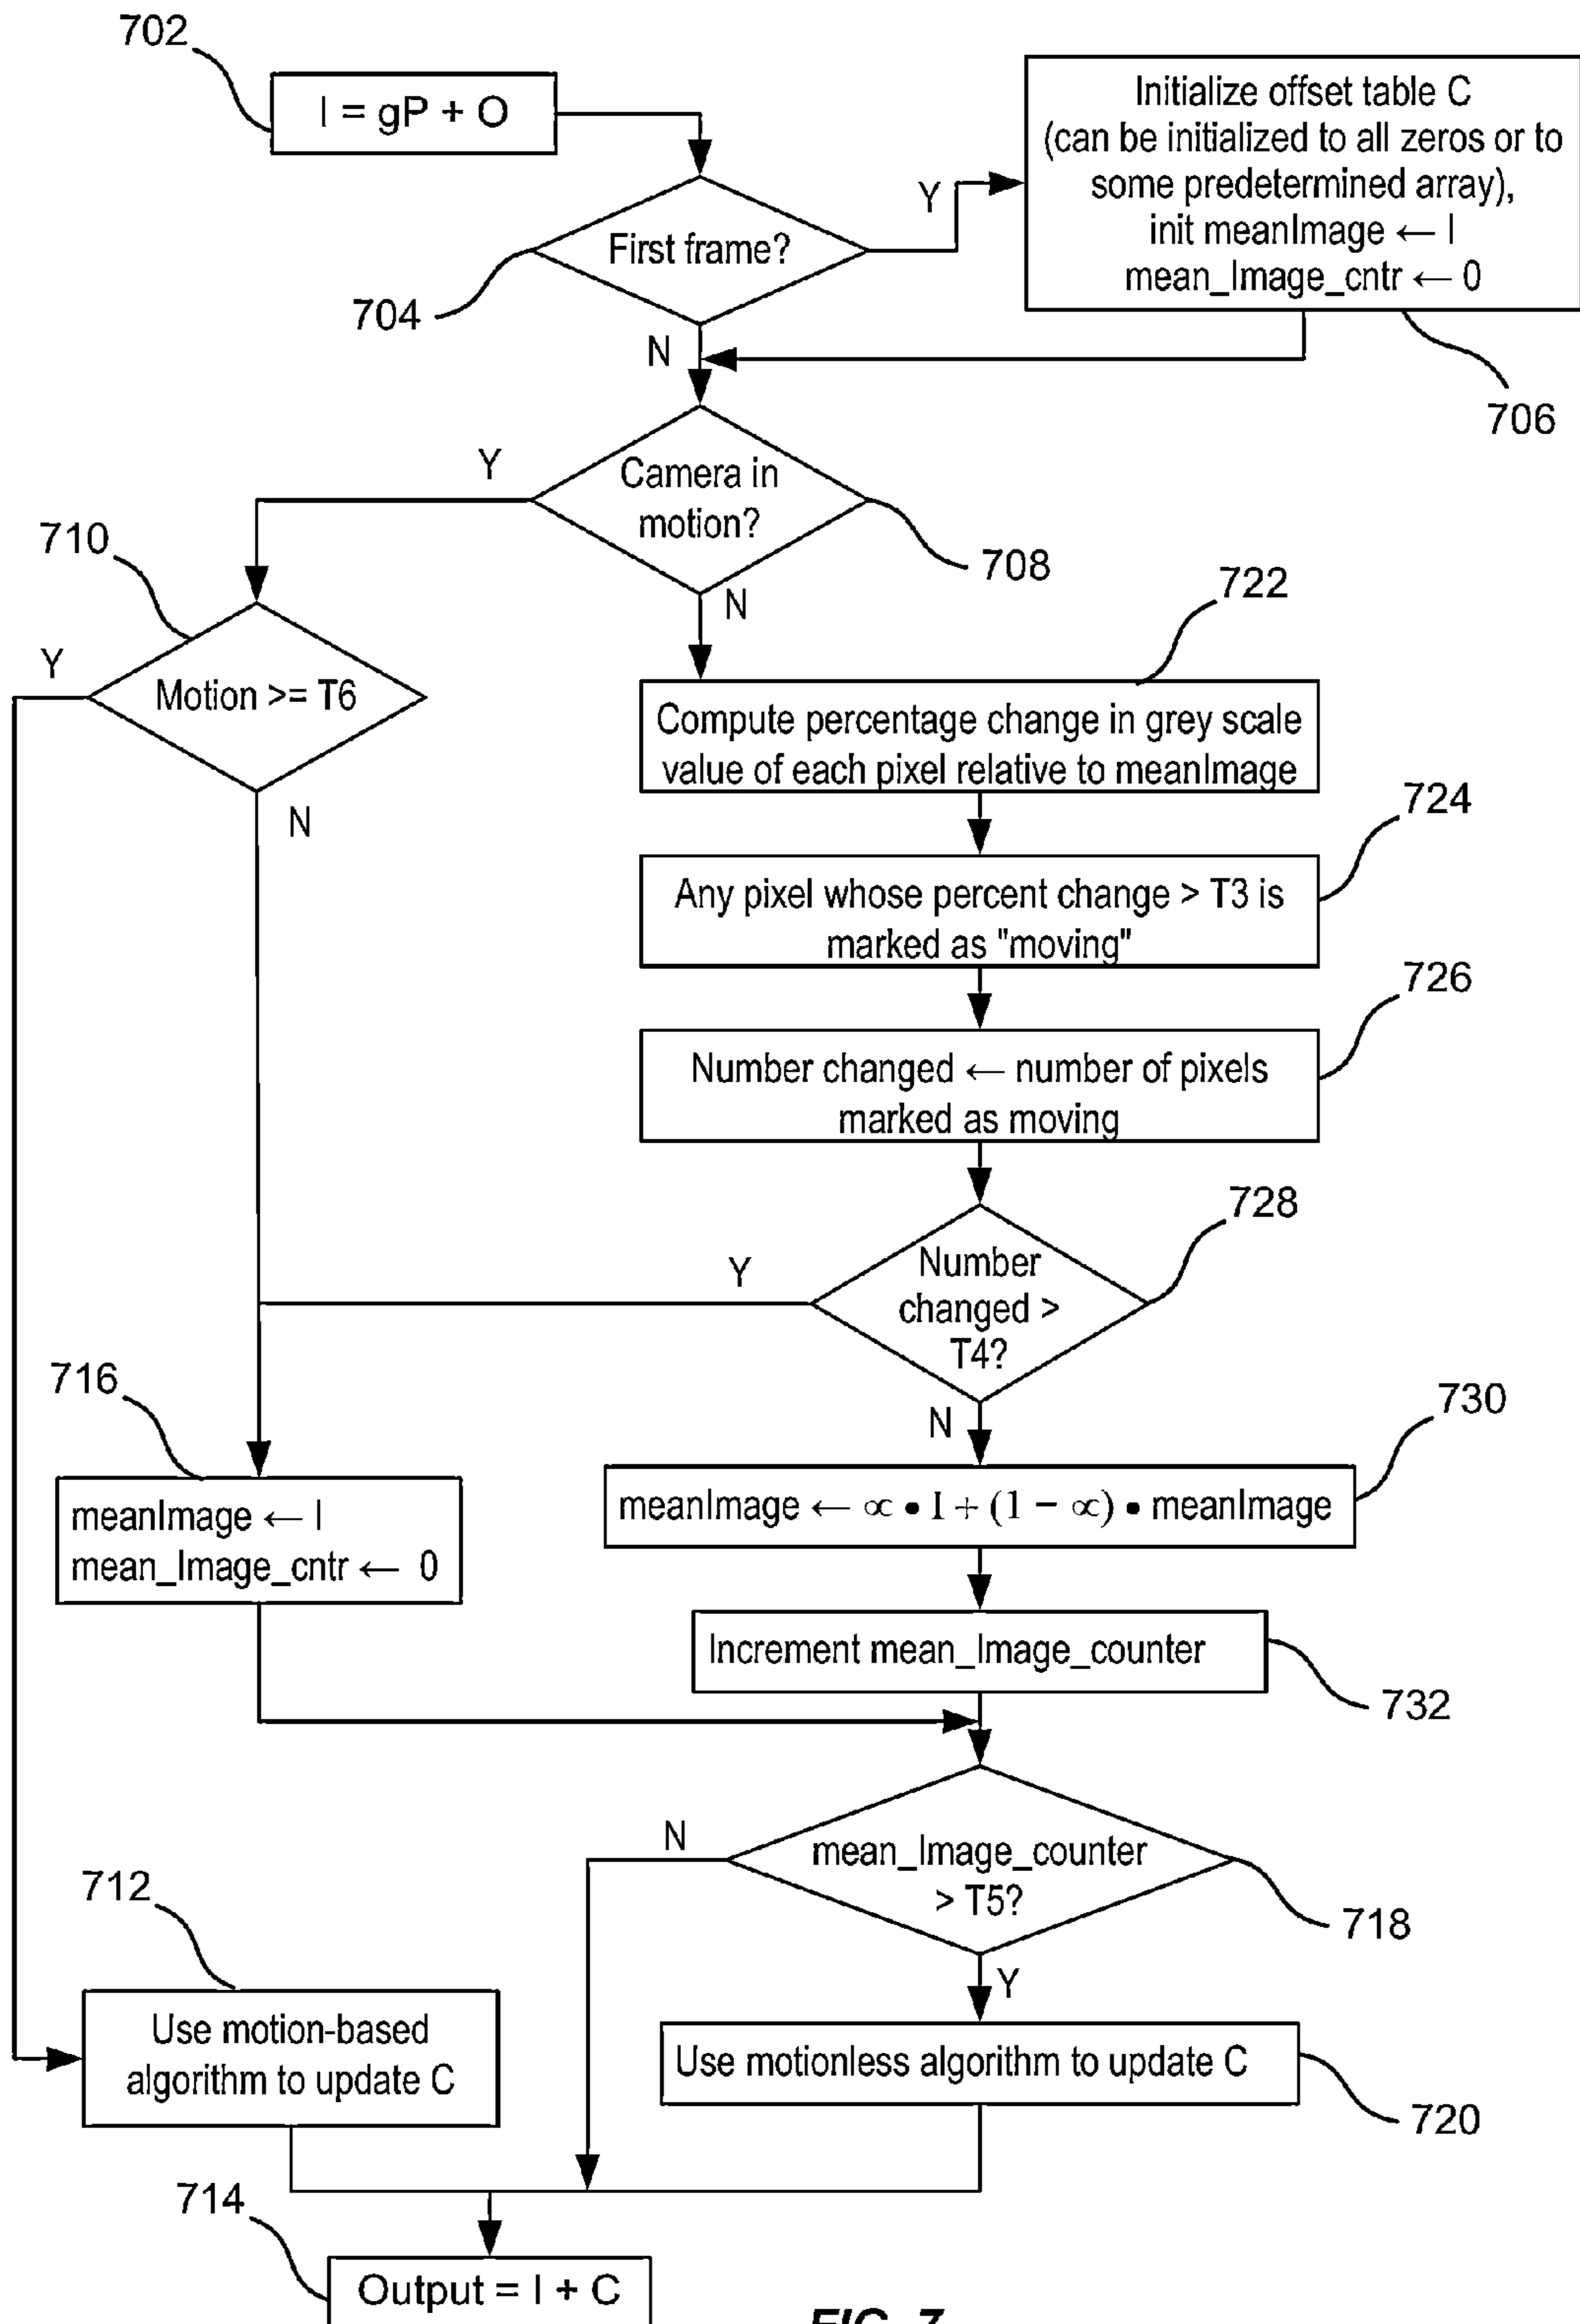 702
I = gP + O
Initialize offset table C
(can be initialized to all zeros or to
some predetermined array),
init meanImage ← I
mean_Image_cntr ← 0
Y
First frame?
704
N
706
Y
Camera in
motion?
710
708
N
722
Y
Motion >= T6
Compute percentage change in grey scale
value of each pixel relative to meanImage
N
724
Any pixel whose percent change > T3 is
marked as "moving"
726
Number changed ← number of pixels
marked as moving
728
Y
Number
changed >
T4?
716
730
N
meanImage ← I
mean_Image_cntr ← 0
meanImage ← ∝ • I + (1 − ∝) • meanImage
Increment mean_Image_counter
732
N
mean_Image_counter
> T5?
712
718
Y
Use motion-based
algorithm to update C
Use motionless algorithm to update C
720
714
Output = I + C
FIG. 7